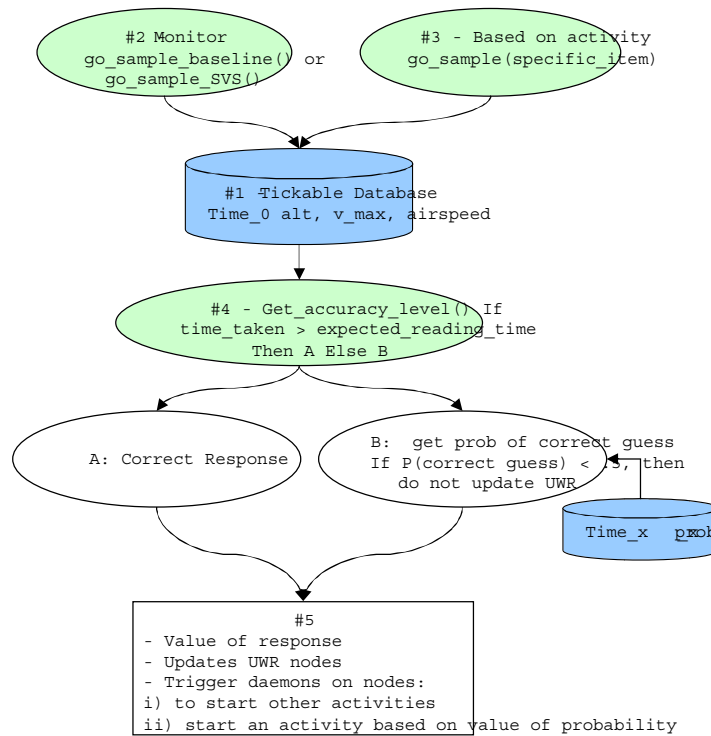 #2 Monitor
go_sample_baseline() or
go_sample_SVS()
#3 - Based on activity
go_sample(specific_item)
#1 -Tickable Database
Time_0 alt, v_max, airspeed
#4 - Get_accuracy_level() If
time_taken > expected_reading_time
Then A Else B
A: Correct Response
B:  get prob of correct guess
If P(correct guess) < .5, then
do not update UWR
Time_x
#5
- Value of response
- Updates UWR nodes
- Trigger daemons on nodes:
i) to start other activities
ii) start an activity based on value of probability